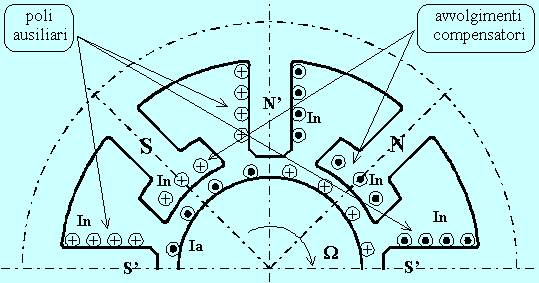 poli
ausiliari
avvolgimenti
compensatori
N'
In
S
N
In
In
In
In
Ia
Ω
S'
S'